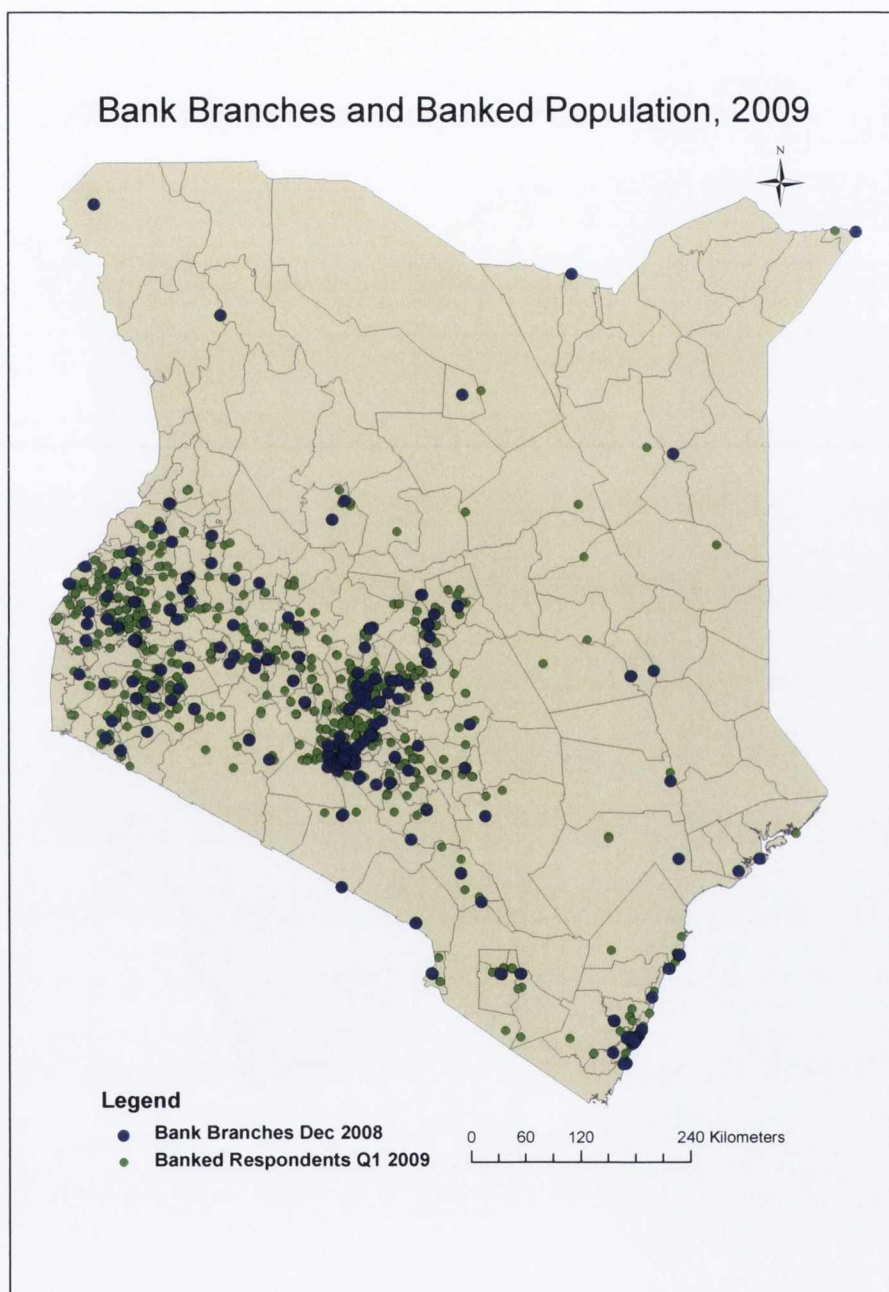 Bank Branches and Banked Population, 2009
N
Legend
Bank Branches Dec 2008
Banked Respondents Q1 2009
0 60 120 240 Kilometers